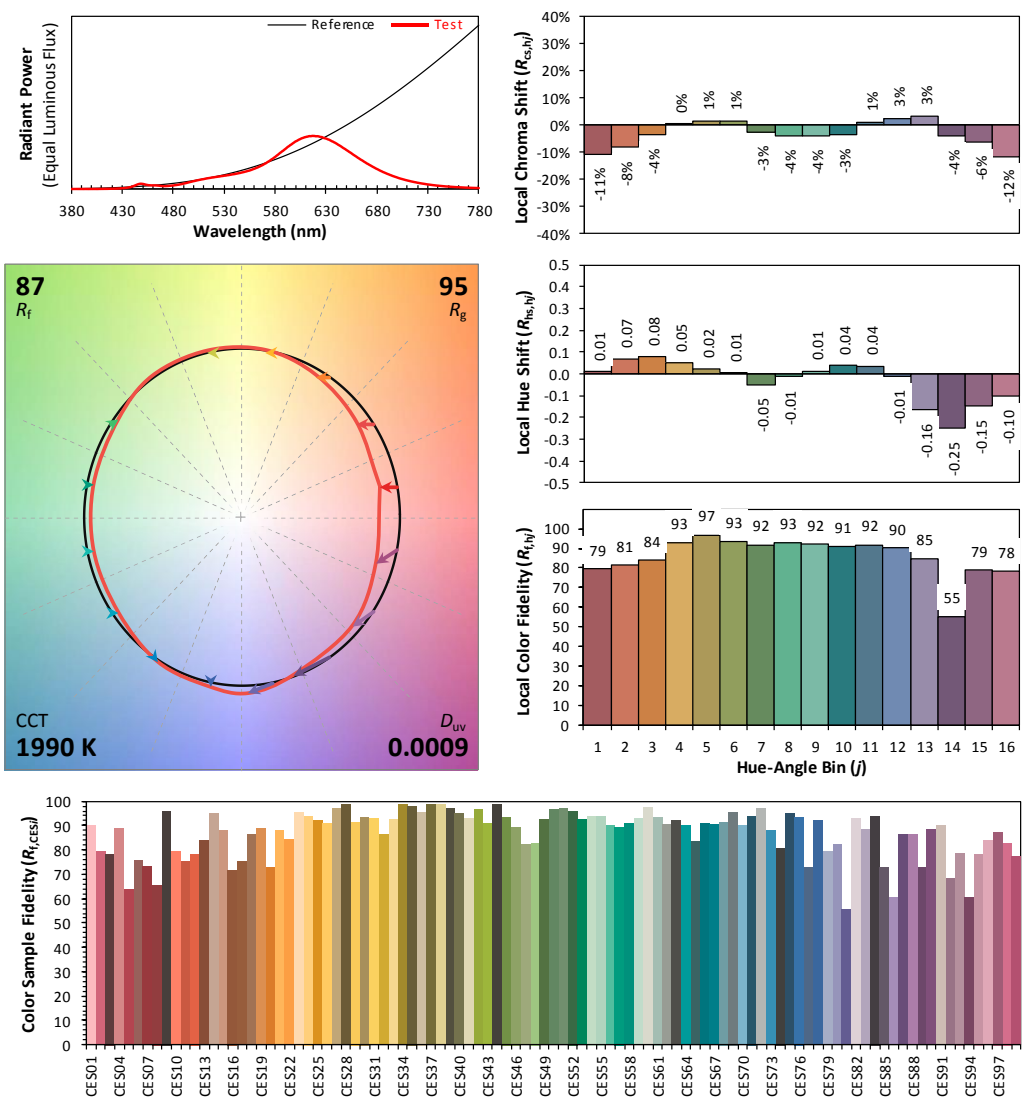 Radiant Power
(Equal Luminous Flux)
Reference
Test
380 430 480 530 580 630 680 730 780
Wavelength (nm)
Local Chroma Shift (Rcs,hj)
40%
30%
20%
10%
0%
-10%
-20%
-30%
-40%
-11% -8% -4% 0% 1% 1% -3% -4% -4% -3% 1% 3% 3% -4% -6% -12%
87
Rf
95
Rg
CCT
1990 K
Duv
0.0009
Local Hue Shift (Rhs,hj)
0.5
0.4
0.3
0.2
0.1
0.0
-0.1
-0.2
-0.3
-0.4
-0.5
0.01 0.07 0.08 0.05 0.02 0.01 -0.05 -0.01 0.01 0.04 0.04 -0.01 -0.16 -0.25 -0.15 -0.10
Local Color Fidelity (Rf,hj)
100
90
80
70
60
50
40
30
20
10
0
79 81 84 93 97 93 92 93 92 91 92 90 85 55 79 78
1 2 3 4 5 6 7 8 9 10 11 12 13 14 15 16
Hue-Angle Bin (j)
Color Sample Fidelity (Rf,CESi)
100
90
80
70
60
50
40
30
20
10
0
CES01 CES04 CES07 CES10 CES13 CES16 CES19 CES22 CES25 CES28 CES31 CES34 CES37 CES40 CES43 CES46 CES49 CES52 CES55 CES58 CES61 CES64 CES67 CES70 CES73 CES76 CES79 CES82 CES85 CES88 CES91 CES94 CES97